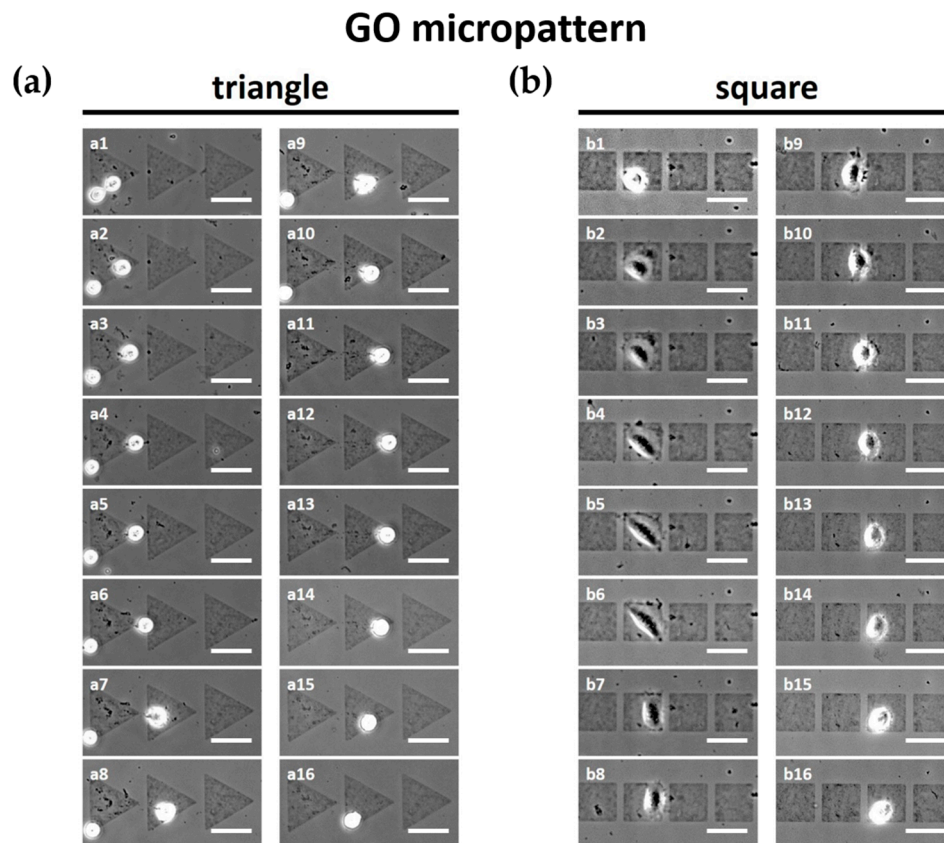 GO micropattern
(a) triangle (b) square
a1 a9 b1 b9
a2 a10 b2 b10
a3 a11 b3 b11
a4 a12 b4 b12
a5 a13 b5 b13
a6 a14 b6 b14
a7 a15 b7 b15
a8 a16 b8 b16